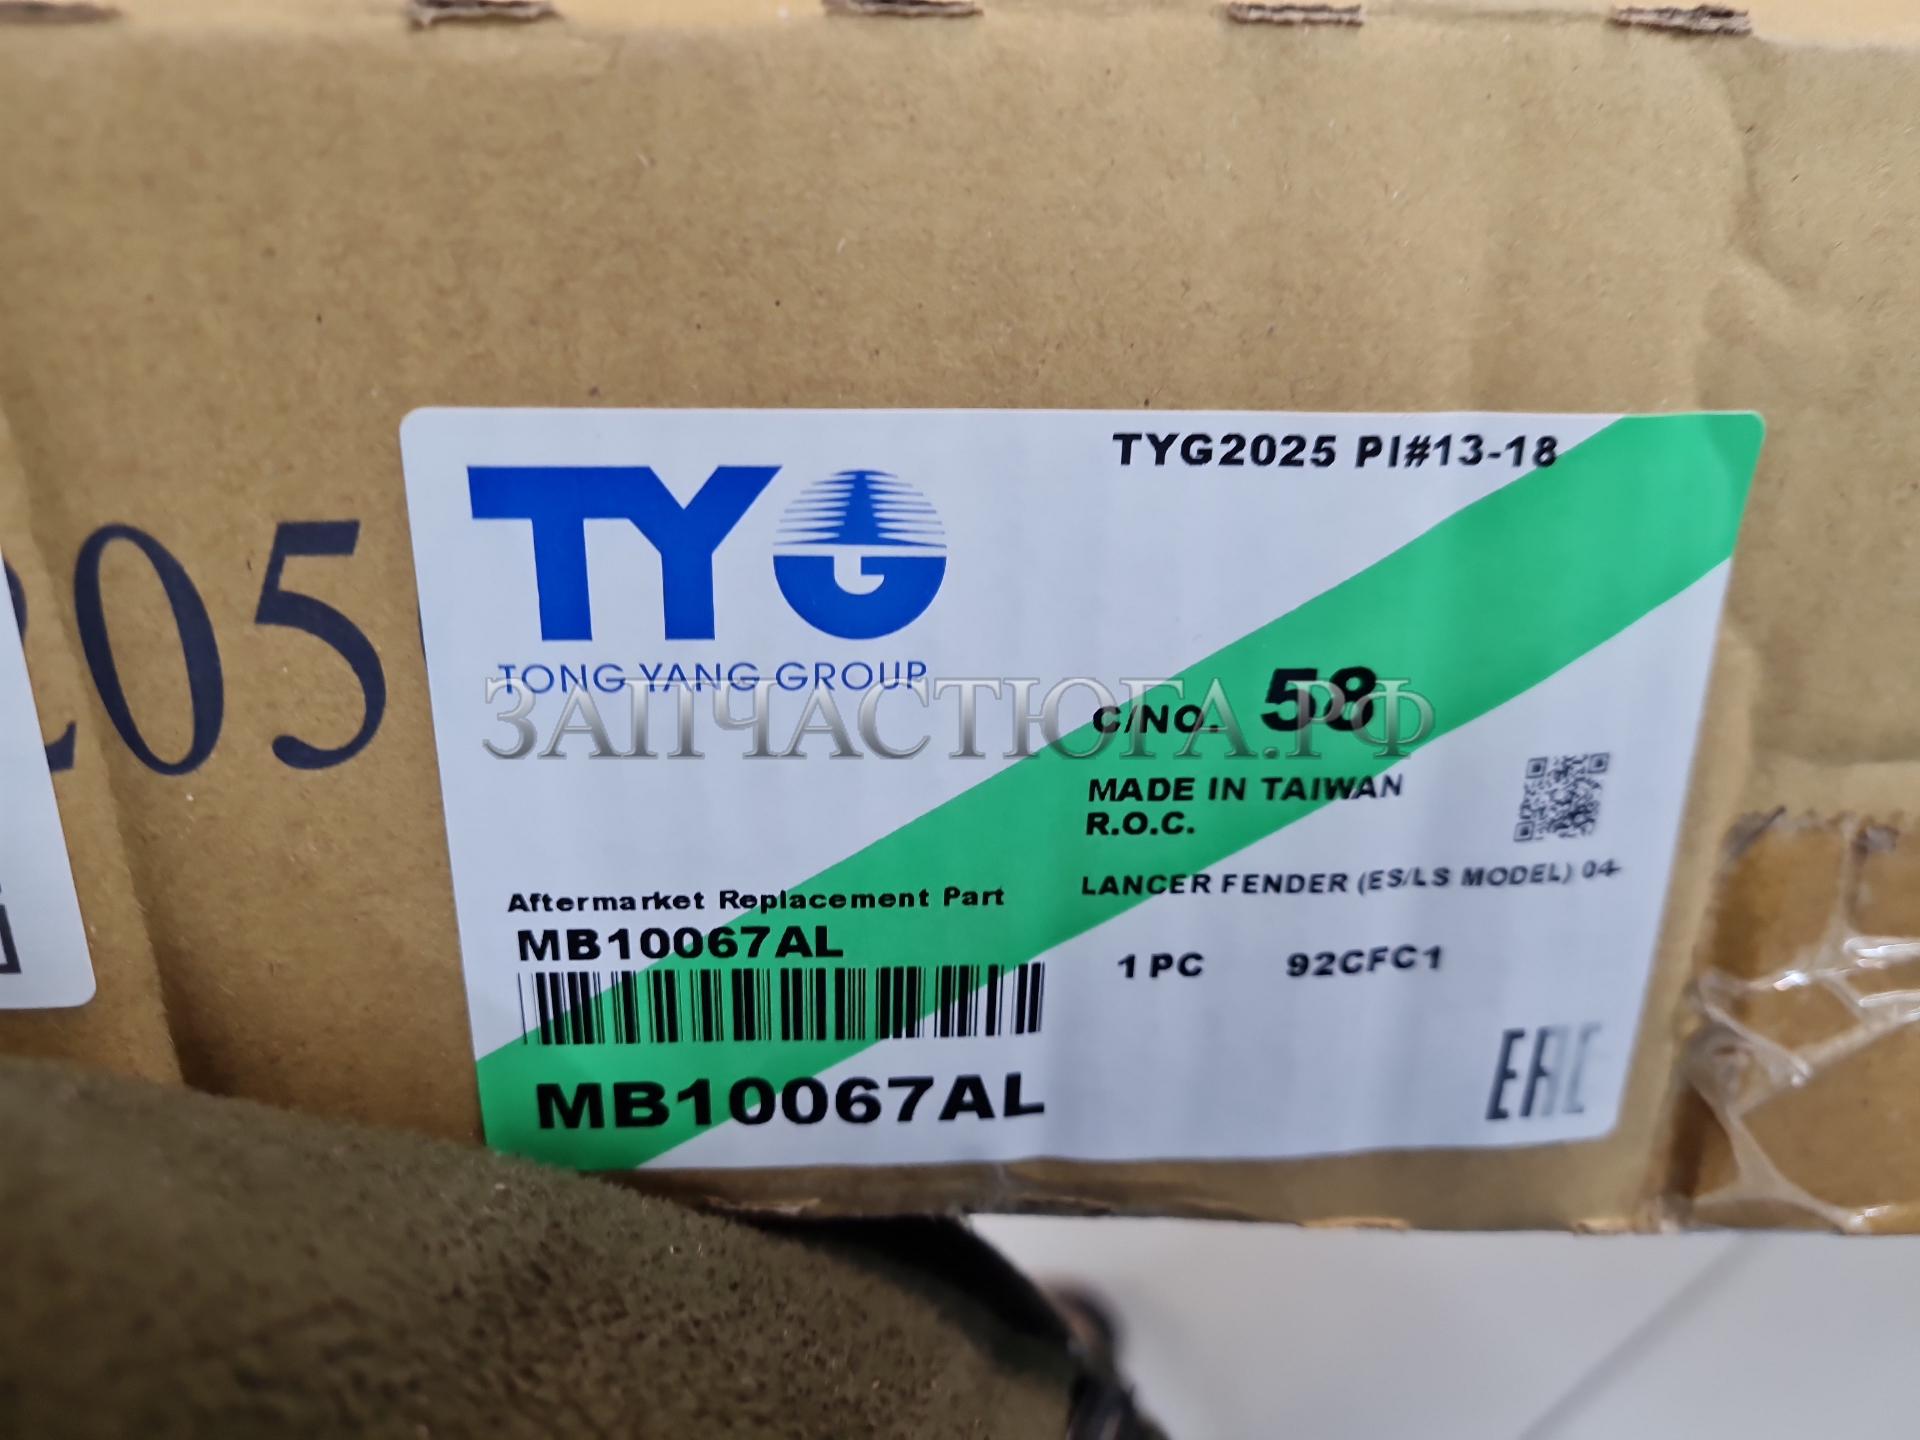 TYG2025 PI#13-18
TYG
TONG YANG GROUP
205
ЗАПЧАСТЮГА.РФ
C/NO. 58
MADE IN TAIWAN
R.O.C.
LANCER FENDER (ES/LS MODEL) 04-
Aftermarket Replacement Part
MB10067AL
1 PC 92CFC1
MB10067AL
EAC